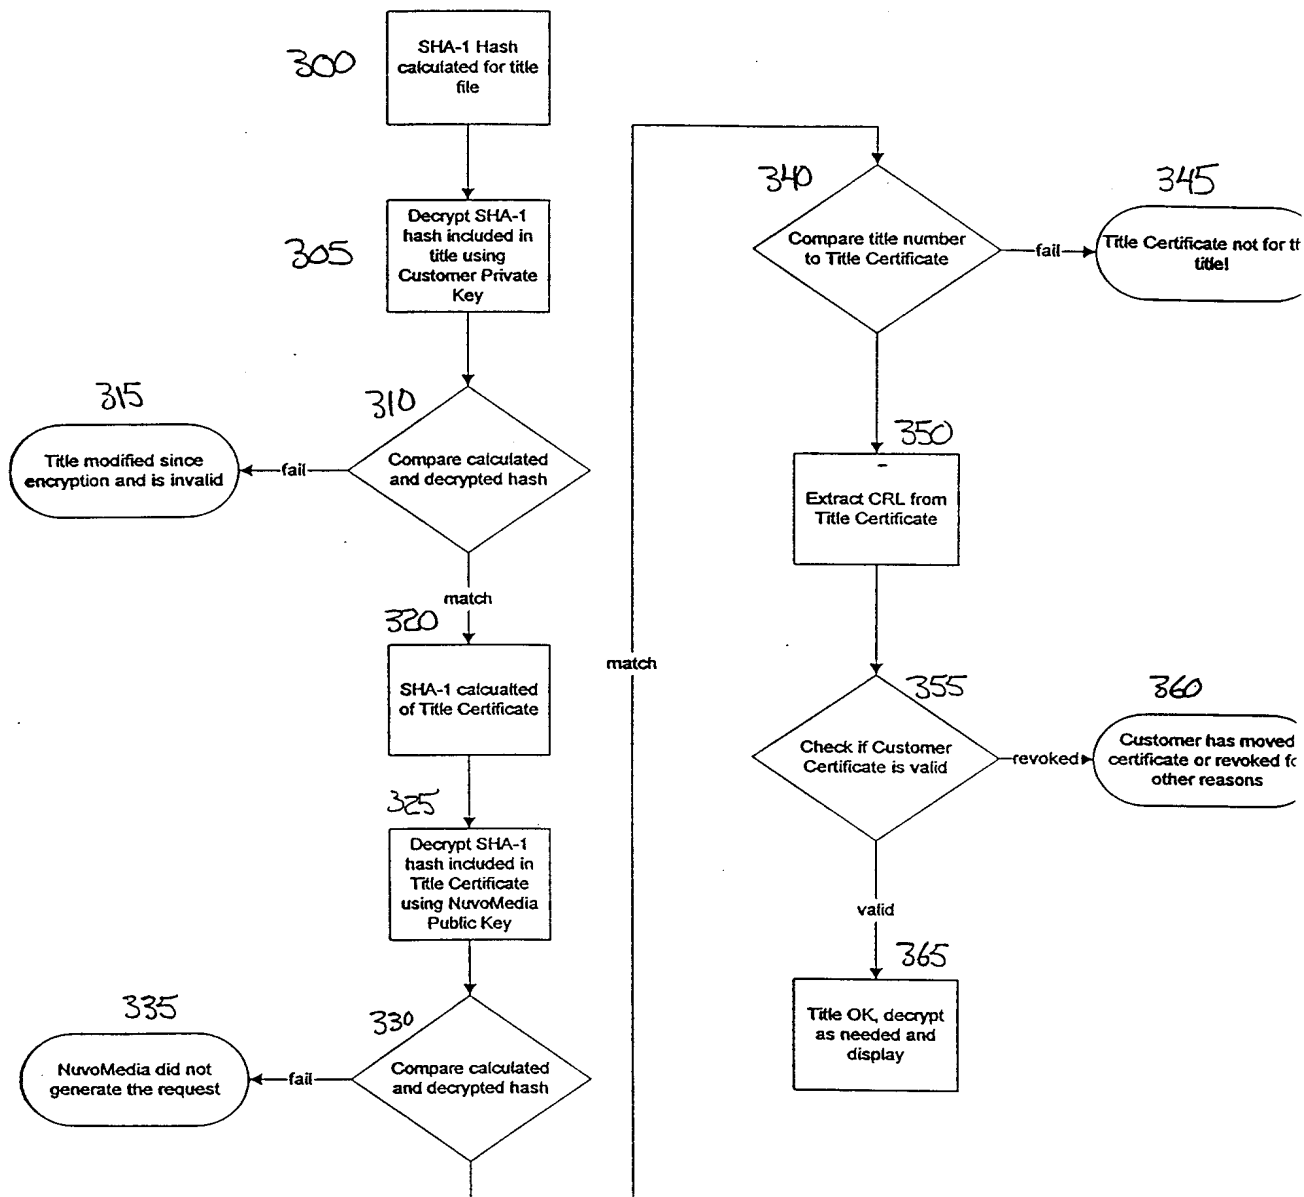 300
SHA-1 Hash
calculated for title
file
305
Decrypt SHA-1
hash included in
title using
Customer Private
Key
310
Compare calculated
and decrypted hash
fail
315
Title modified since
encryption and is invalid
match
320
SHA-1 calcualted
of Title Certificate
325
Decrypt SHA-1
hash included in
Title Certificate
using NuvoMedia
Public Key
330
Compare calculated
and decrypted hash
fail
335
NuvoMedia did not
generate the request
match
340
Compare title number
to Title Certificate
fail
345
Title Certificate not for th
title!
350
Extract CRL from
Title Certificate
355
Check if Customer
Certificate is valid
revoked
360
Customer has moved
certificate or revoked fo
other reasons
valid
365
Title OK, decrypt
as needed and
display